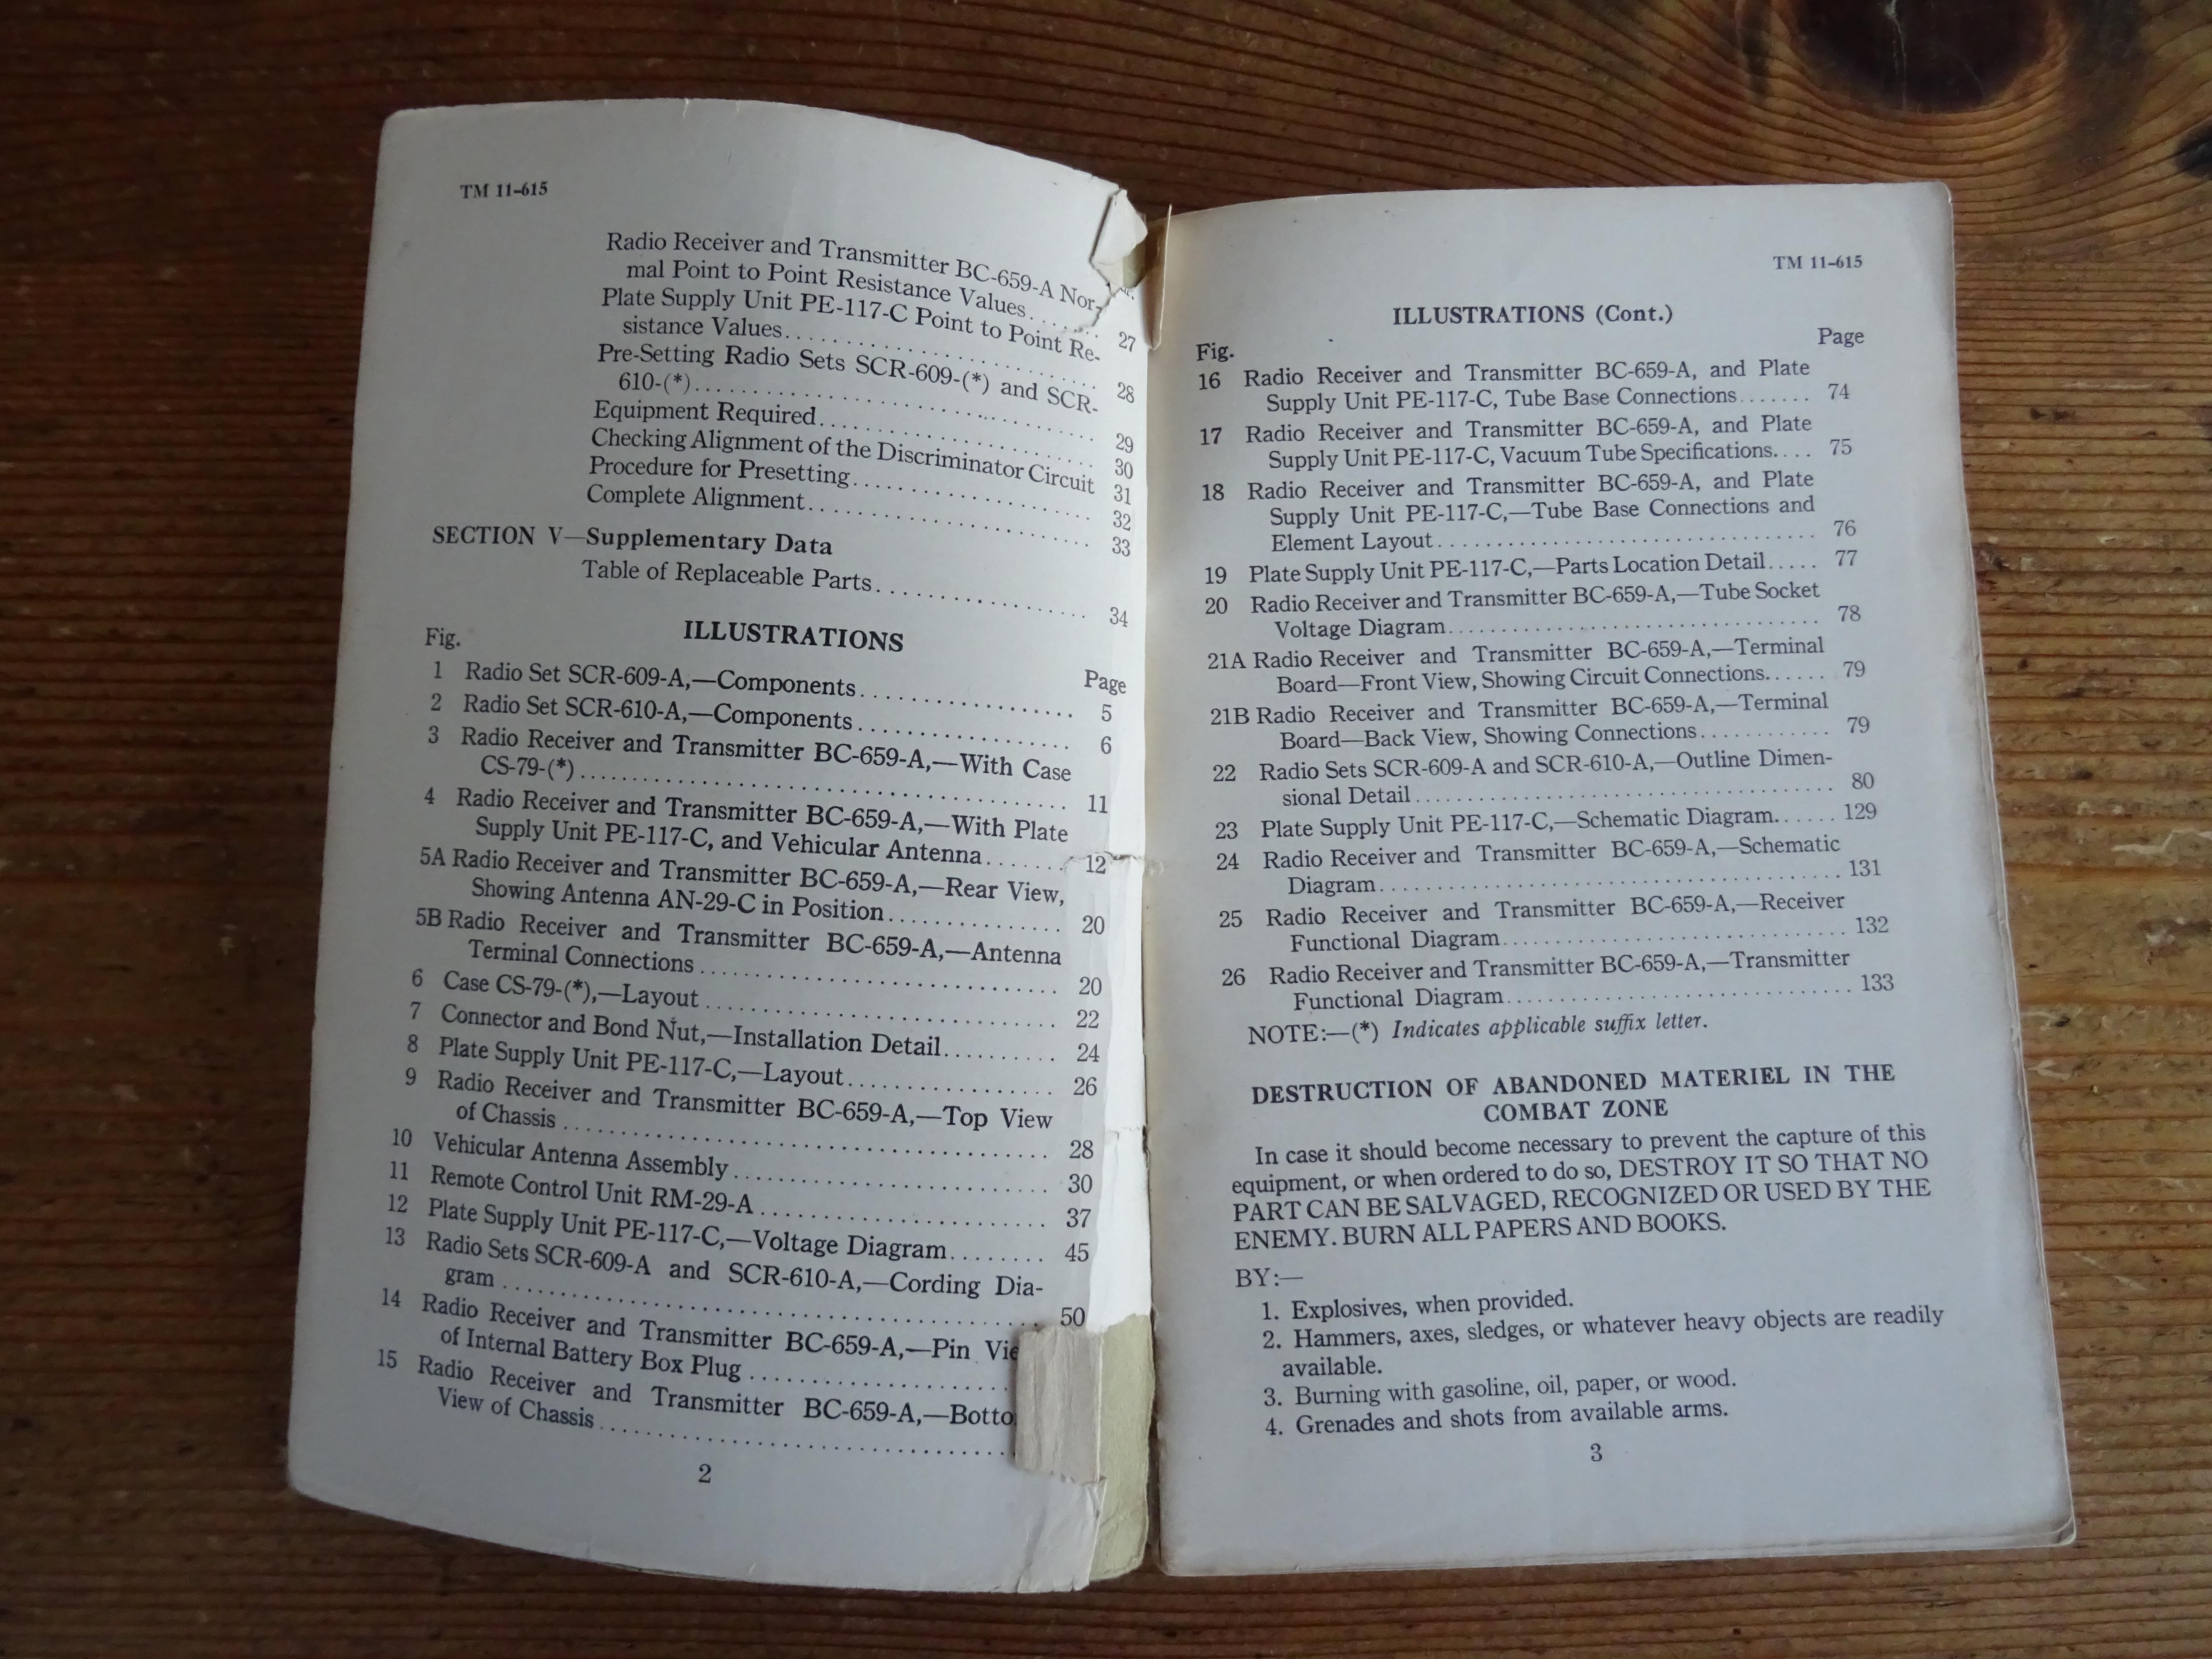 TM 11-615
Radio Receiver and Transmitter BC-659-A Nor-
mal Point to Point Resistance Values....... 27
Plate Supply Unit PE-117-C Point to Point Re-
sistance Values............................ 28
Pre-Setting Radio Sets SCR-609-(*) and SCR-
610-(*).................................... 29
Equipment Required......................... 30
Checking Alignment of the Discriminator Circuit 31
Procedure for Presetting................... 32
Complete Alignment......................... 33
SECTION V—Supplementary Data
Table of Replaceable Parts................. 34
ILLUSTRATIONS
Fig. Page
1 Radio Set SCR-609-A,—Components.................. 5
2 Radio Set SCR-610-A,—Components.................. 6
3 Radio Receiver and Transmitter BC-659-A,—With Case
CS-79-(*)........................................ 11
4 Radio Receiver and Transmitter BC-659-A,—With Plate
Supply Unit PE-117-C, and Vehicular Antenna....... 12
5A Radio Receiver and Transmitter BC-659-A,—Rear View,
Showing Antenna AN-29-C in Position.............. 20
5B Radio Receiver and Transmitter BC-659-A,—Antenna
Terminal Connections............................. 20
6 Case CS-79-(*),—Layout........................... 22
7 Connector and Bond Nut,—Installation Detail.......... 24
8 Plate Supply Unit PE-117-C,—Layout................ 26
9 Radio Receiver and Transmitter BC-659-A,—Top View
of Chassis....................................... 28
10 Vehicular Antenna Assembly....................... 30
11 Remote Control Unit RM-29-A...................... 37
12 Plate Supply Unit PE-117-C,—Voltage Diagram........ 45
13 Radio Sets SCR-609-A and SCR-610-A,—Cording Dia-
gram............................................. 50
14 Radio Receiver and Transmitter BC-659-A,—Pin Vie
of Internal Battery Box Plug.....................
15 Radio Receiver and Transmitter BC-659-A,—Botto
View of Chassis..................................
2
TM 11-615
ILLUSTRATIONS (Cont.)
Fig. Page
16 Radio Receiver and Transmitter BC-659-A, and Plate
Supply Unit PE-117-C, Tube Base Connections....... 74
17 Radio Receiver and Transmitter BC-659-A, and Plate
Supply Unit PE-117-C, Vacuum Tube Specifications.... 75
18 Radio Receiver and Transmitter BC-659-A, and Plate
Supply Unit PE-117-C,—Tube Base Connections and
Element Layout................................... 76
19 Plate Supply Unit PE-117-C,—Parts Location Detail..... 77
20 Radio Receiver and Transmitter BC-659-A,—Tube Socket
Voltage Diagram.................................. 78
21A Radio Receiver and Transmitter BC-659-A,—Terminal
Board—Front View, Showing Circuit Connections...... 79
21B Radio Receiver and Transmitter BC-659-A,—Terminal
Board—Back View, Showing Connections............ 79
22 Radio Sets SCR-609-A and SCR-610-A,—Outline Dimen-
sional Detail.................................... 80
23 Plate Supply Unit PE-117-C,—Schematic Diagram...... 129
24 Radio Receiver and Transmitter BC-659-A,—Schematic
Diagram.......................................... 131
25 Radio Receiver and Transmitter BC-659-A,—Receiver
Functional Diagram............................... 132
26 Radio Receiver and Transmitter BC-659-A,—Transmitter
Functional Diagram............................... 133
NOTE:—(*) Indicates applicable suffix letter.
DESTRUCTION OF ABANDONED MATERIEL IN THE
COMBAT ZONE
In case it should become necessary to prevent the capture of this
equipment, or when ordered to do so, DESTROY IT SO THAT NO
PART CAN BE SALVAGED, RECOGNIZED OR USED BY THE
ENEMY. BURN ALL PAPERS AND BOOKS.
BY:—
1. Explosives, when provided.
2. Hammers, axes, sledges, or whatever heavy objects are readily
available.
3. Burning with gasoline, oil, paper, or wood.
4. Grenades and shots from available arms.
3